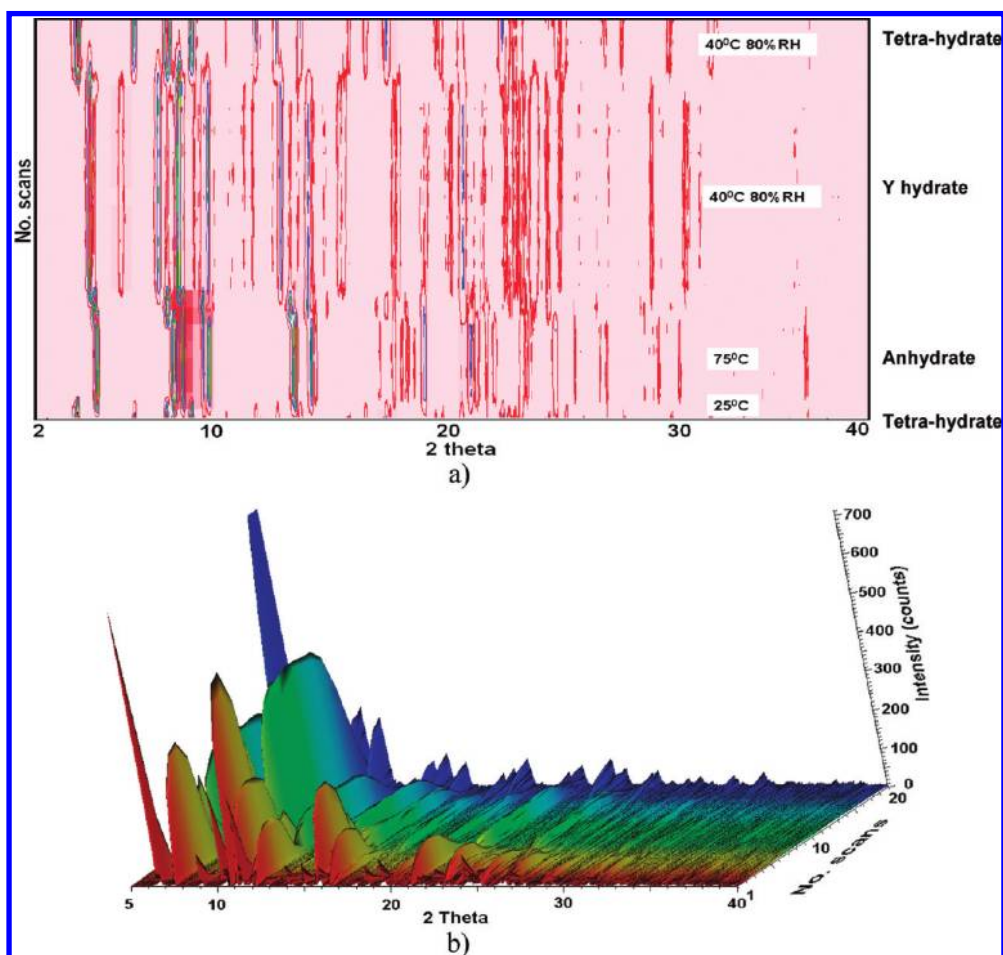 40⁰C 80% RH
Tetra-hydrate
No. scans
40⁰C 80%RH
Y hydrate
75⁰C
Anhydrate
25⁰C
Tetra-hydrate
2 10 20 30 40
2 theta
a)
700
600
500
400
300
200
100
0
Intensity (counts)
20
10
1
No. scans
5 10 20 30 40
2 Theta
b)